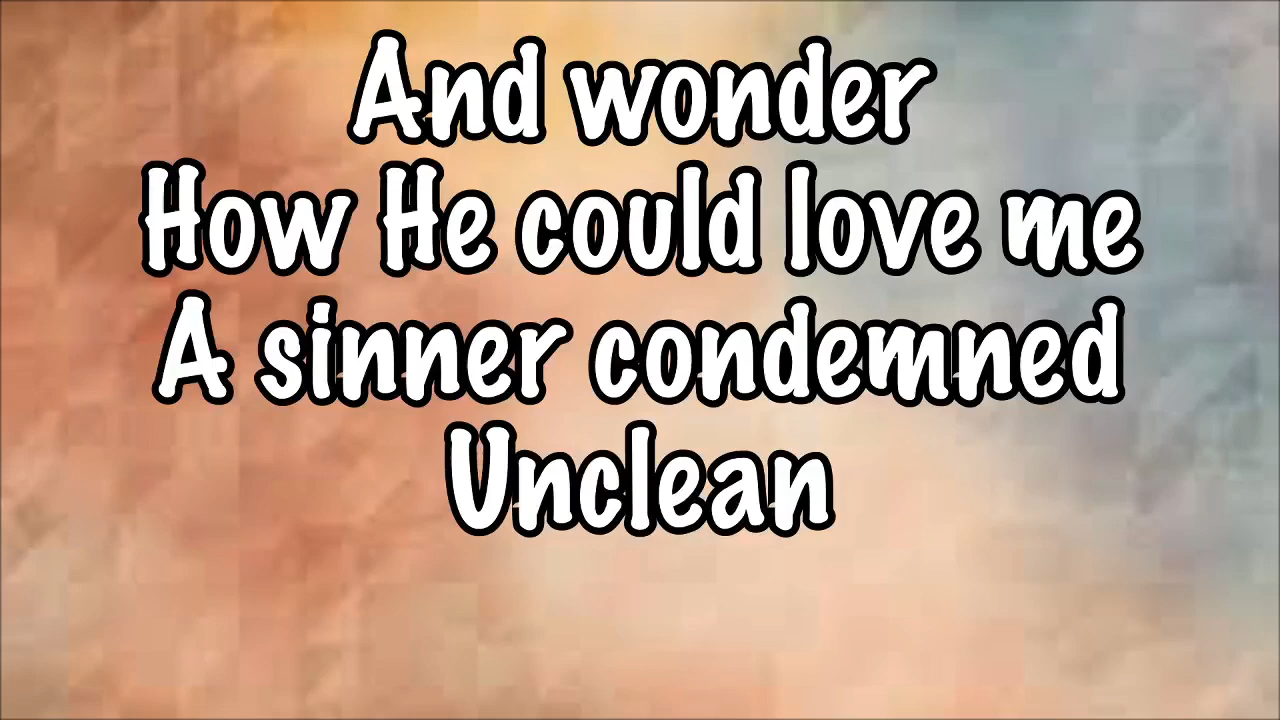 And wonder
How He could love me
A sinner condemned
Unclean